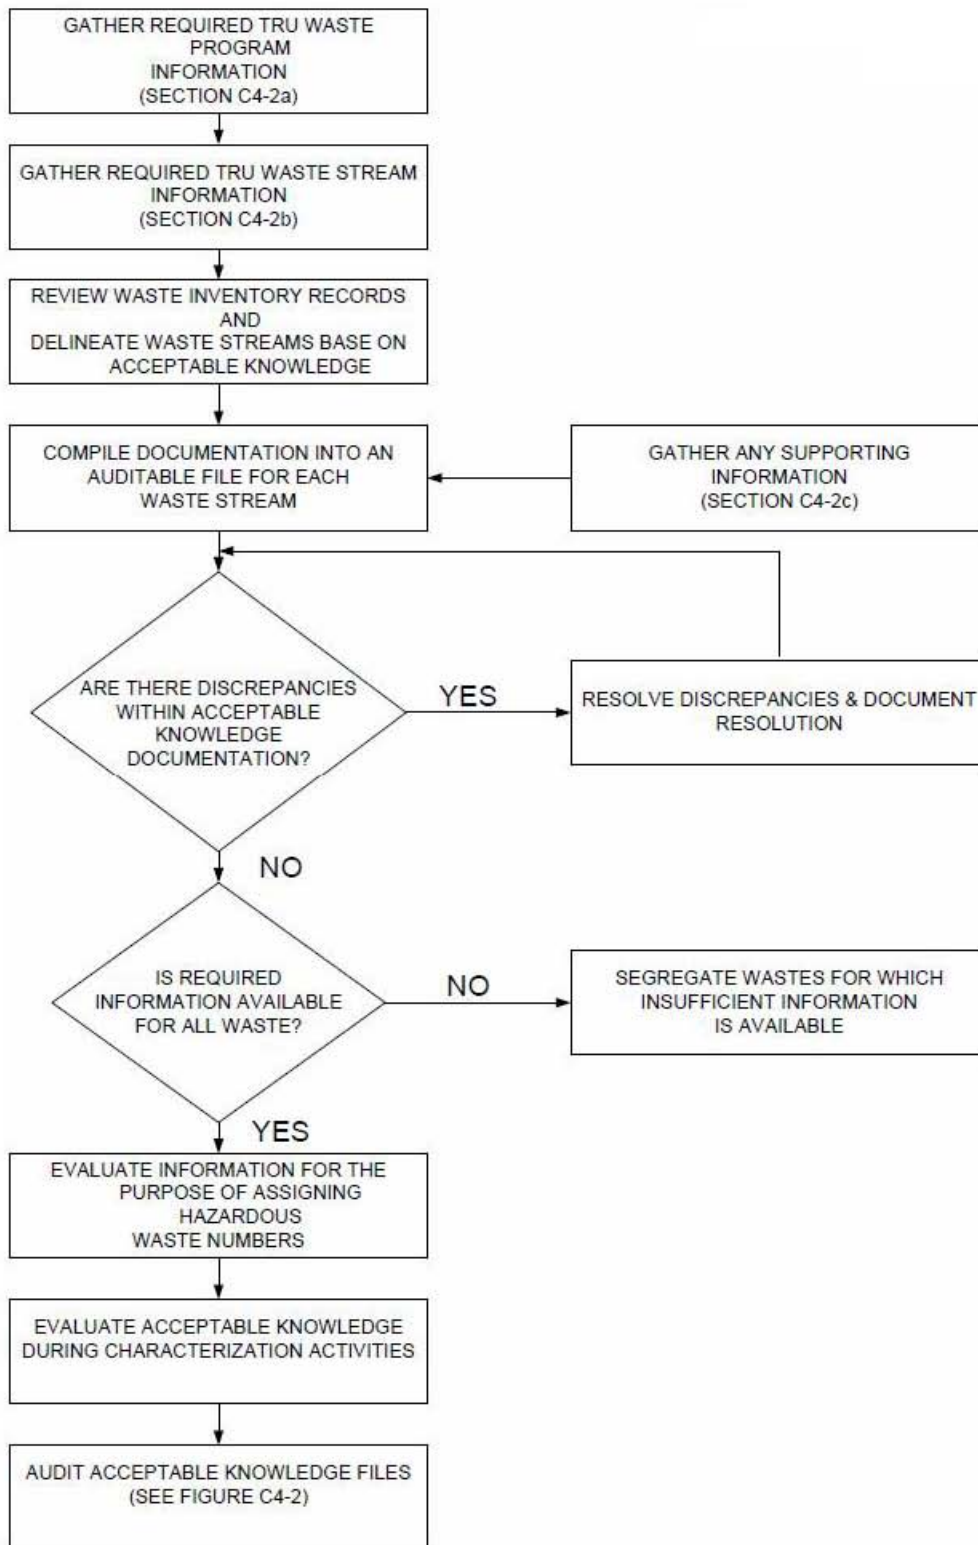 GATHER REQUIRED TRU WASTE
PROGRAM
INFORMATION
(SECTION C4-2a)
GATHER REQUIRED TRU WASTE STREAM
INFORMATION
(SECTION C4-2b)
REVIEW WASTE INVENTORY RECORDS
AND
DELINEATE WASTE STREAMS BASE ON
ACCEPTABLE KNOWLEDGE
COMPILE DOCUMENTATION INTO AN
AUDITABLE FILE FOR EACH
WASTE STREAM
GATHER ANY SUPPORTING
INFORMATION
(SECTION C4-2c)
ARE THERE DISCREPANCIES
WITHIN ACCEPTABLE
KNOWLEDGE
DOCUMENTATION?
YES
RESOLVE DISCREPANCIES & DOCUMENT
RESOLUTION
NO
IS REQUIRED
INFORMATION AVAILABLE
FOR ALL WASTE?
NO
SEGREGATE WASTES FOR WHICH
INSUFFICIENT INFORMATION
IS AVAILABLE
YES
EVALUATE INFORMATION FOR THE
PURPOSE OF ASSIGNING
HAZARDOUS
WASTE NUMBERS
EVALUATE ACCEPTABLE KNOWLEDGE
DURING CHARACTERIZATION ACTIVITIES
AUDIT ACCEPTABLE KNOWLEDGE FILES
(SEE FIGURE C4-2)